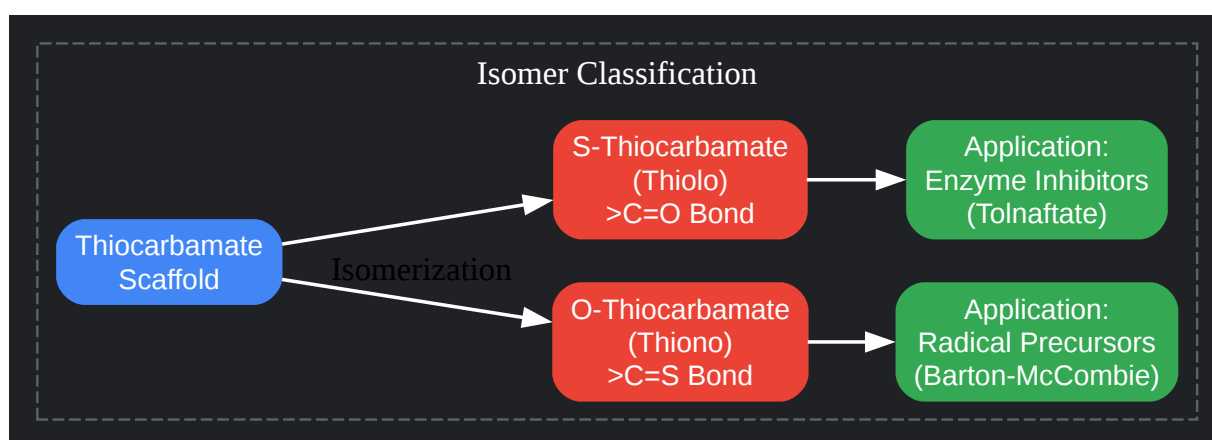 Isomer Classification
Thiocarbamate
Scaffold
Isomerization
S-Thiocarbamate
(Thiolo)
>C=O Bond
Application:
Enzyme Inhibitors
(Tolnaftate)
O-Thiocarbamate
(Thiono)
>C=S Bond
Application:
Radical Precursors
(Barton-McCombie)